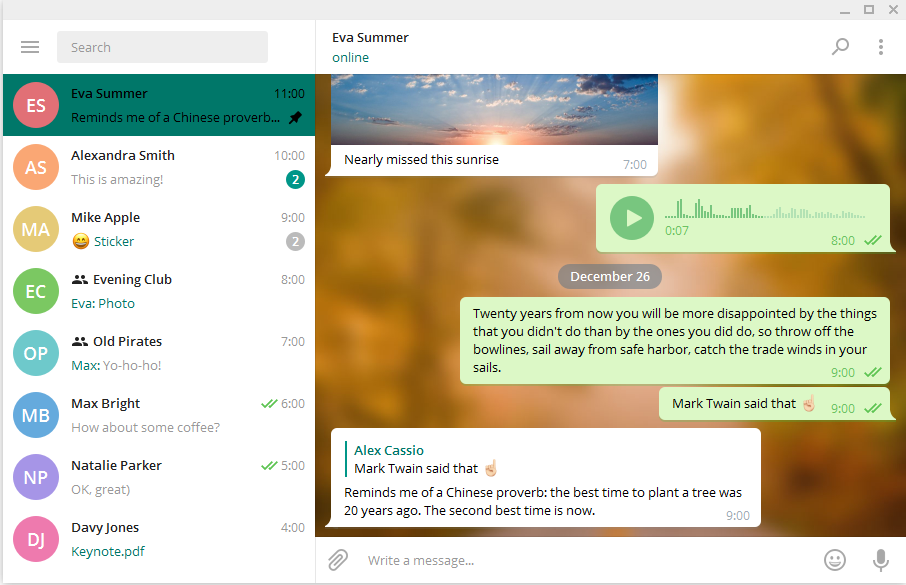 Search
ES
Eva Summer
11:00
Reminds me of a Chinese proverb...
AS
Alexandra Smith
10:00
This is amazing!
2
MA
Mike Apple
9:00
😄 Sticker
2
EC
Evening Club
8:00
Eva: Photo
OP
Old Pirates
7:00
Max: Yo-ho-ho!
MB
Max Bright
6:00
How about some coffee?
NP
Natalie Parker
5:00
OK, great)
DJ
Davy Jones
4:00
Keynote.pdf
Eva Summer
online
Nearly missed this sunrise
7:00
0:07
8:00
December 26
Twenty years from now you will be more disappointed by the things
that you didn't do than by the ones you did do, so throw off the
bowlines, sail away from safe harbor, catch the trade winds in your
sails.
9:00
Mark Twain said that ☝🏻
9:00
Alex Cassio
Mark Twain said that ☝🏻
Reminds me of a Chinese proverb: the best time to plant a tree was
20 years ago. The second best time is now.
9:00
Write a message...